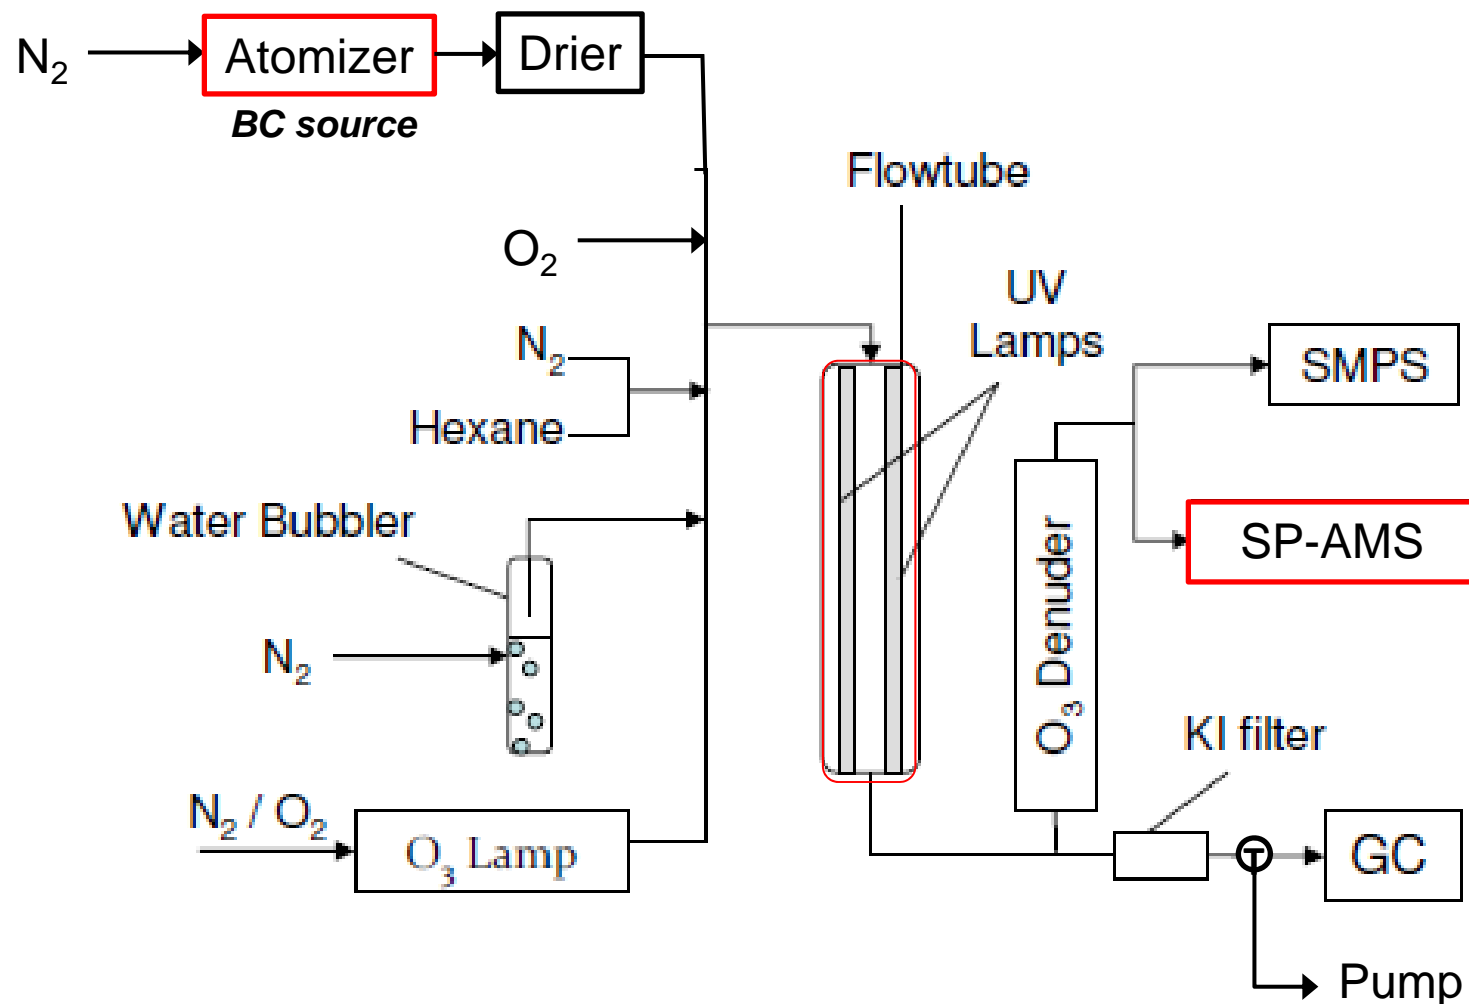 N₂
Atomizer
Drier
BC source
Flowtube
O₂
UV
Lamps
N₂
Hexane
SMPS
Water Bubbler
SP-AMS
N₂
O₃ Denuder
KI filter
N₂ / O₂
O₃ Lamp
T
GC
Pump